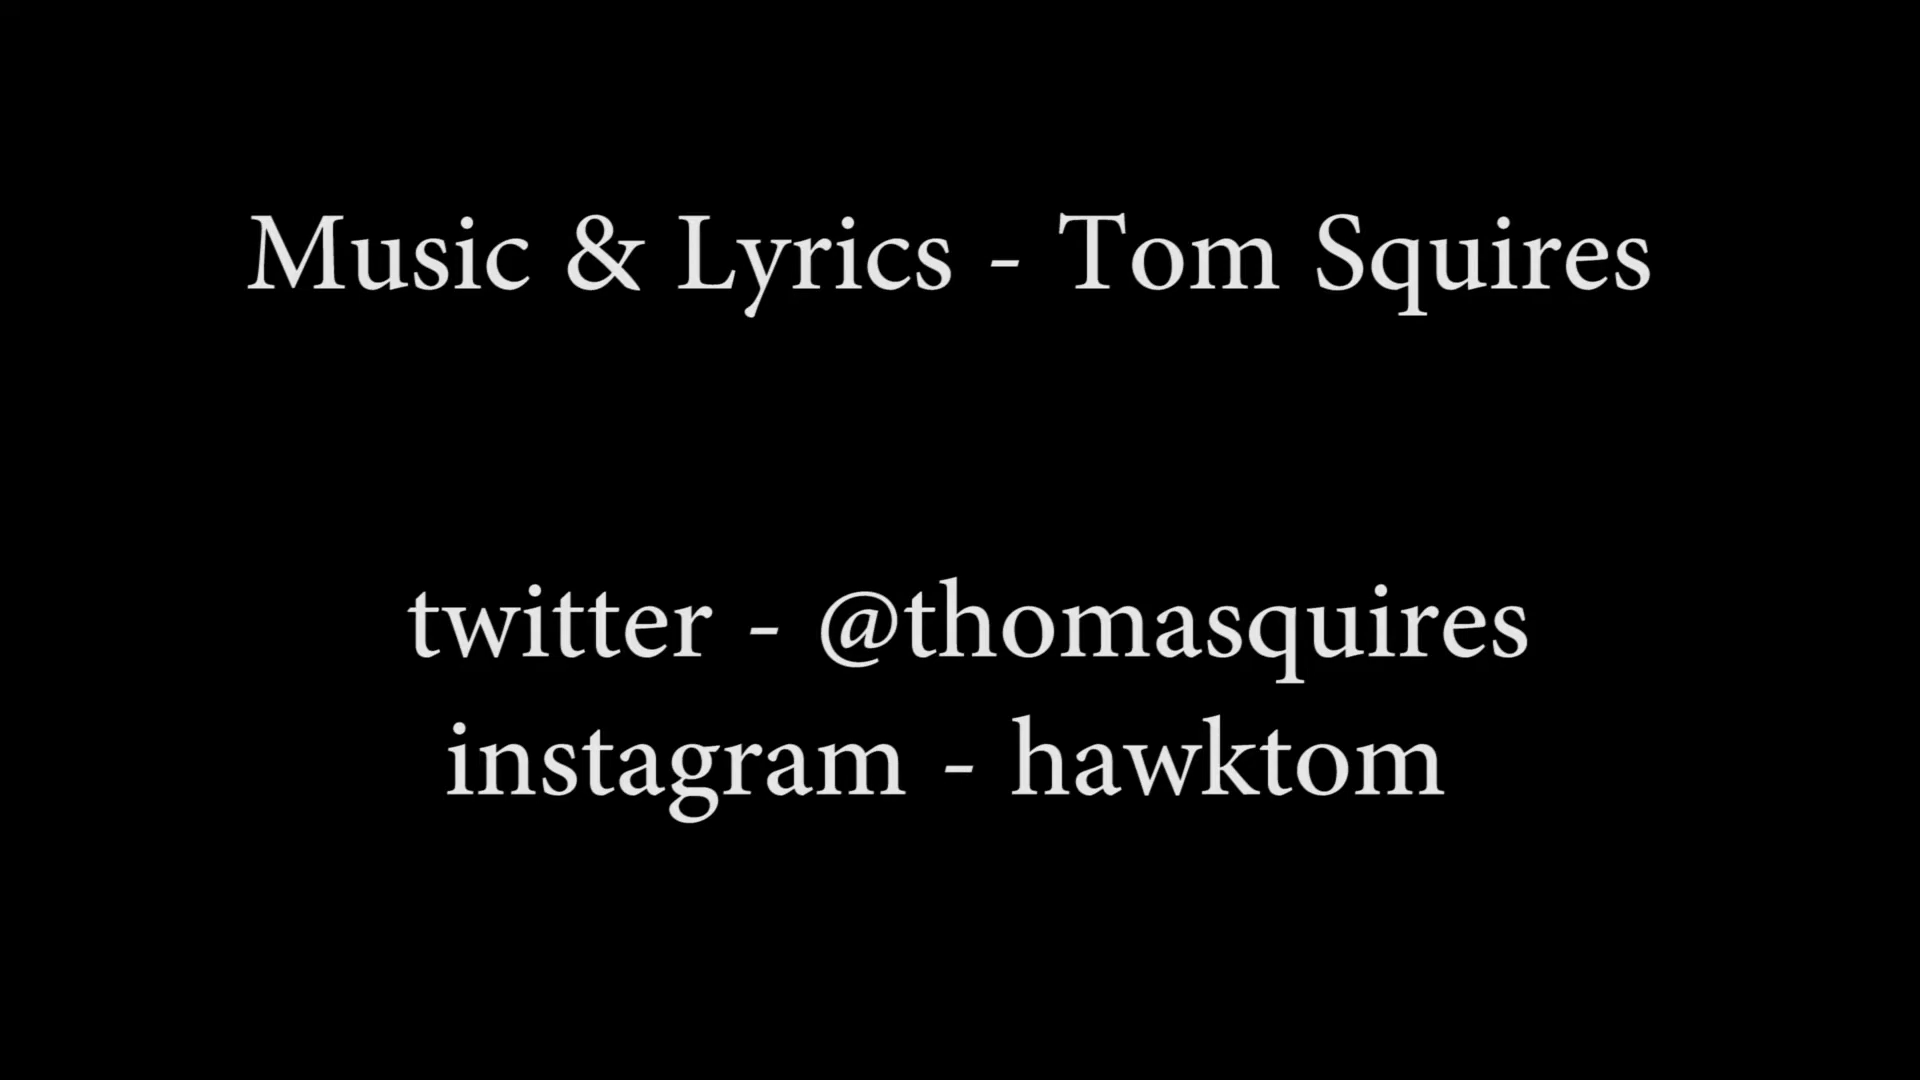 Music & Lyrics - Tom Squires
twitter - @thomasquires
instagram - hawktom